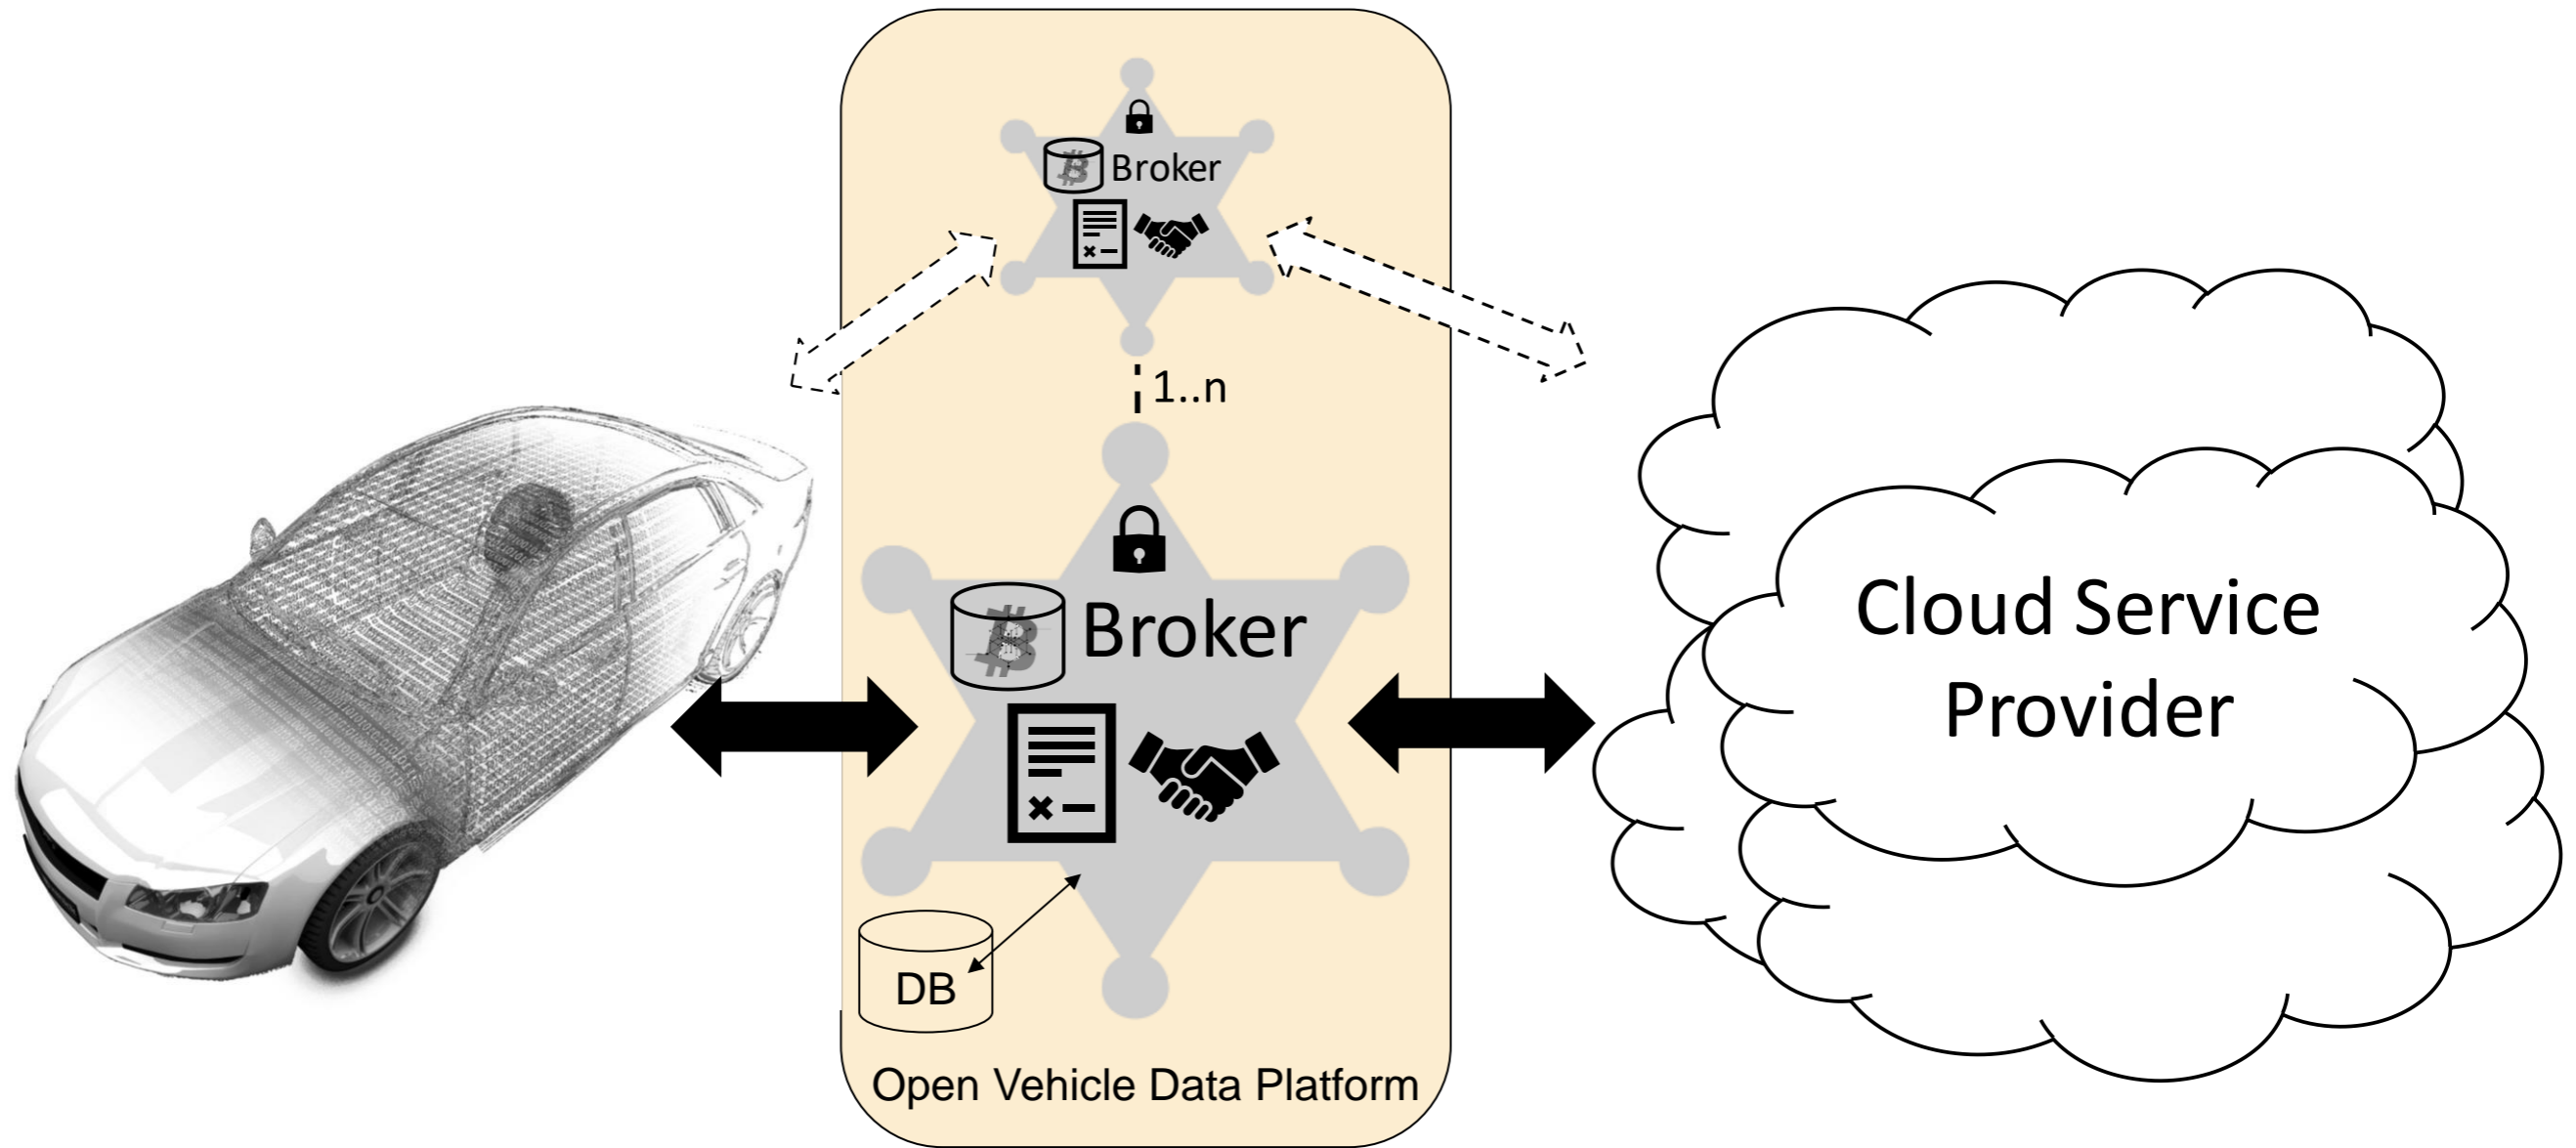 Broker
1..n
Broker
DB
Open Vehicle Data Platform
Cloud Service
Provider